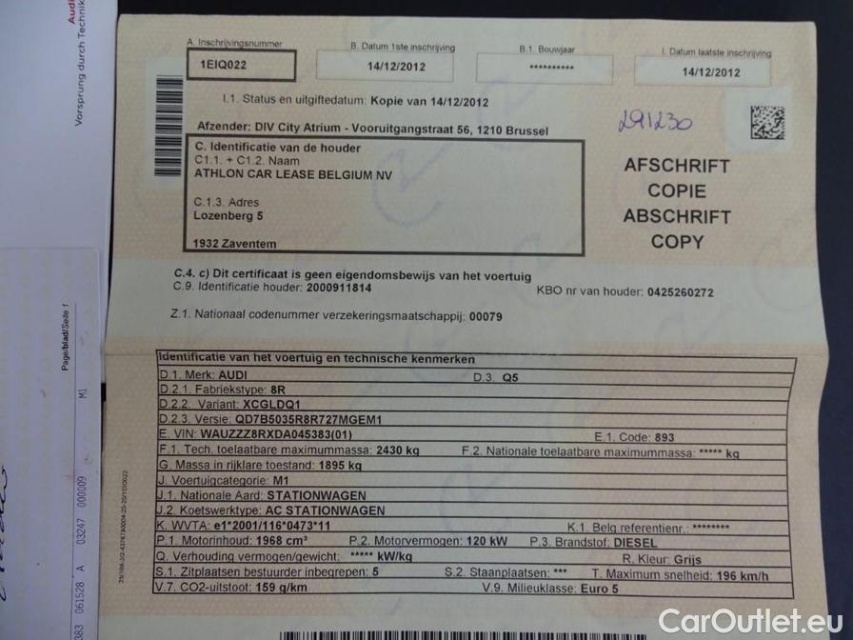 Audi
Vorsprung durch Technik
A. Inschrijvingsnummer
1EIQ022
B. Datum 1ste inschrijving
14/12/2012
B.1. Bouwjaar
**********
I. Datum laatste inschrijving
14/12/2012
I.1. Status en uitgiftedatum: Kopie van 14/12/2012
Afzender: DIV City Atrium - Vooruitgangstraat 56, 1210 Brussel
291230
C. Identificatie van de houder
C1.1. + C1.2. Naam
ATHLON CAR LEASE BELGIUM NV
C.1.3. Adres
Lozenberg 5
1932 Zaventem
AFSCHRIFT
COPIE
ABSCHRIFT
COPY
C.4. c) Dit certificaat is geen eigendomsbewijs van het voertuig
C.9. Identificatie houder: 2000911814 KBO nr van houder: 0425260272
Z.1. Nationaal codenummer verzekeringsmaatschappij: 00079
Page/blad/Seite 1
Identificatie van het voertuig en technische kenmerken
D.1. Merk: AUDI D.3. Q5
D.2.1. Fabriekstype: 8R
D.2.2. Variant: XCGLDQ1
D.2.3. Versie: QD7B5035R8R727MGEM1
E. VIN: WAUZZZ8RXDA045383(01) E.1. Code: 893
F.1. Tech. toelaatbare maximummassa: 2430 kg F.2. Nationale toelaatbare maximummassa: ***** kg
G. Massa in rijklare toestand: 1895 kg
J. Voertuigcategorie: M1
J.1. Nationale Aard: STATIONWAGEN
J.2. Koetswerktype: AC STATIONWAGEN
K. WVTA: e1*2001/116*0473*11 K.1. Belg referentienr.: ********
P.1. Motorinhoud: 1968 cm³ P.2. Motorvermogen: 120 kW P.3. Brandstof: DIESEL
Q. Verhouding vermogen/gewicht: ***** kW/kg R. Kleur: Grijs
S.1. Zitplaatsen bestuurder inbegrepen: 5 S.2. Staanplaatsen: *** T. Maximum snelheid: 196 km/h
V.7. CO2-uitstoot: 159 g/km V.9. Milieuklasse: Euro 5
383 061528 A 03247 000009 M1
CarOutlet.eu